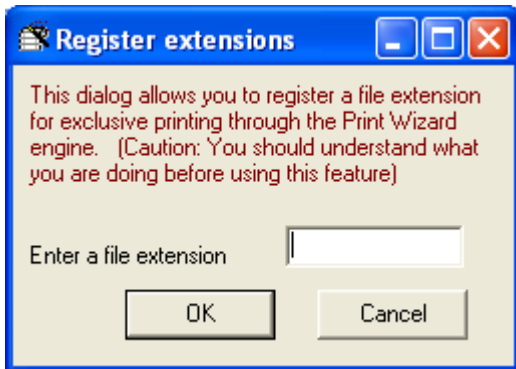 Register extensions
This dialog allows you to register a file extension
for exclusive printing through the Print Wizard
engine.   (Caution: You should understand what
you are doing before using this feature)
Enter a file extension
OK Cancel